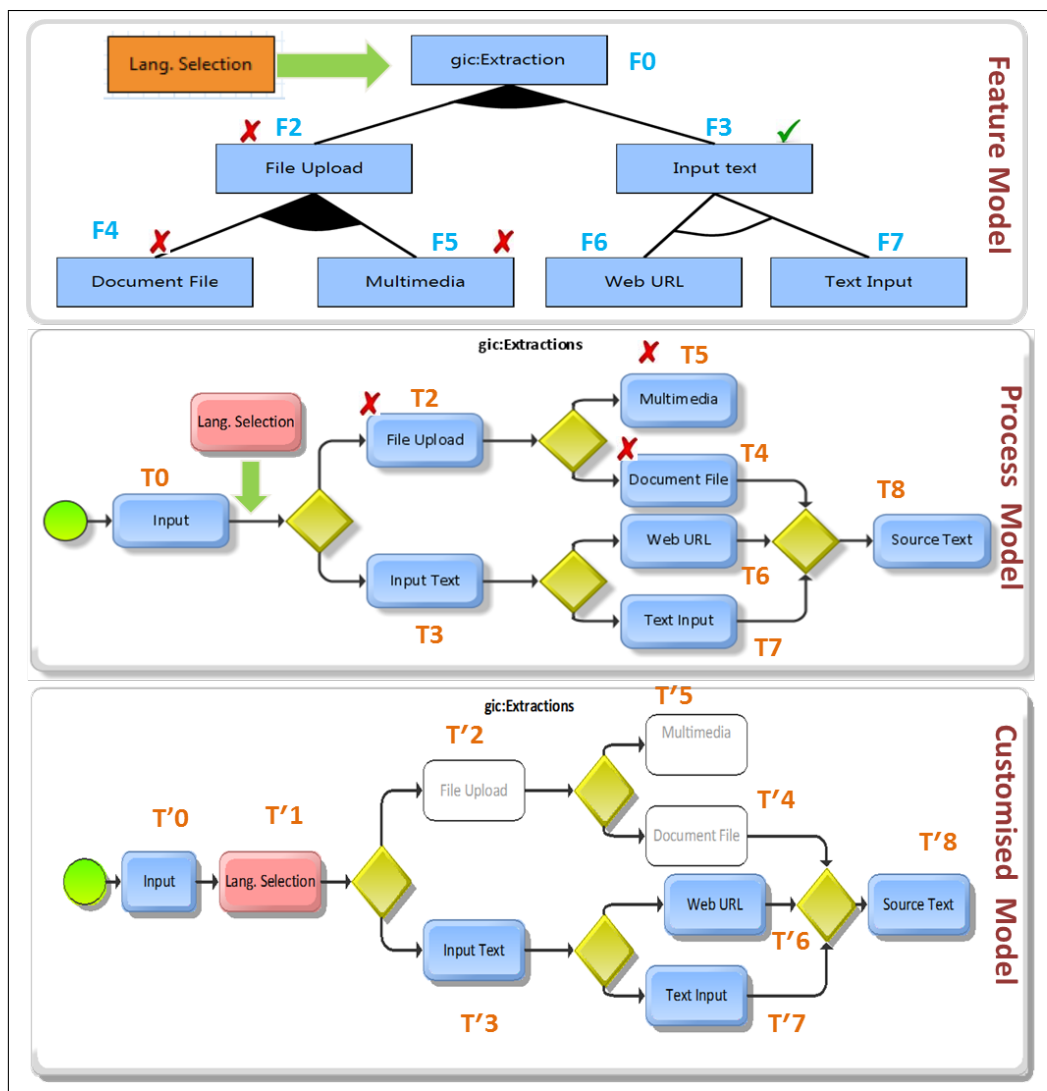 Lang. Selection
gic:Extraction
F0
F2
F3
File Upload
Input text
F4
F5
F6
F7
Document File
Multimedia
Web URL
Text Input
Feature Model
gic:Extractions
T5
Multimedia
T2
Lang. Selection
File Upload
T4
Document File
T0
T8
Input
Web URL
Source Text
T6
Input Text
Text Input
T3
T7
Process Model
gic:Extractions
T'5
Multimedia
T'2
File Upload
T'4
Document File
T'0
T'1
T'8
Input
Lang. Selection
Web URL
Source Text
T'6
Input Text
Text Input
T'3
T'7
Customised Model